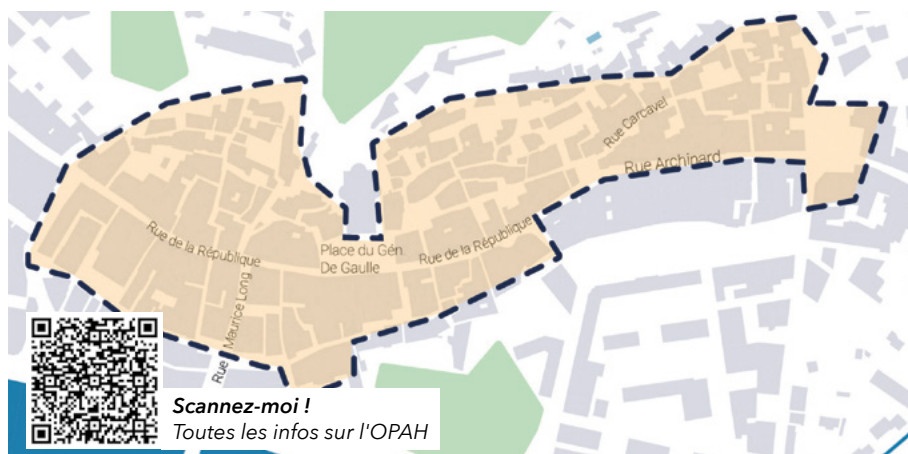 Rue Carcavel
Rue Archinard
Rue de la République
Place du Gén.
De Gaulle
Rue de la République
Rue Maurice Long
Scannez-moi !
Toutes les infos sur l'OPAH